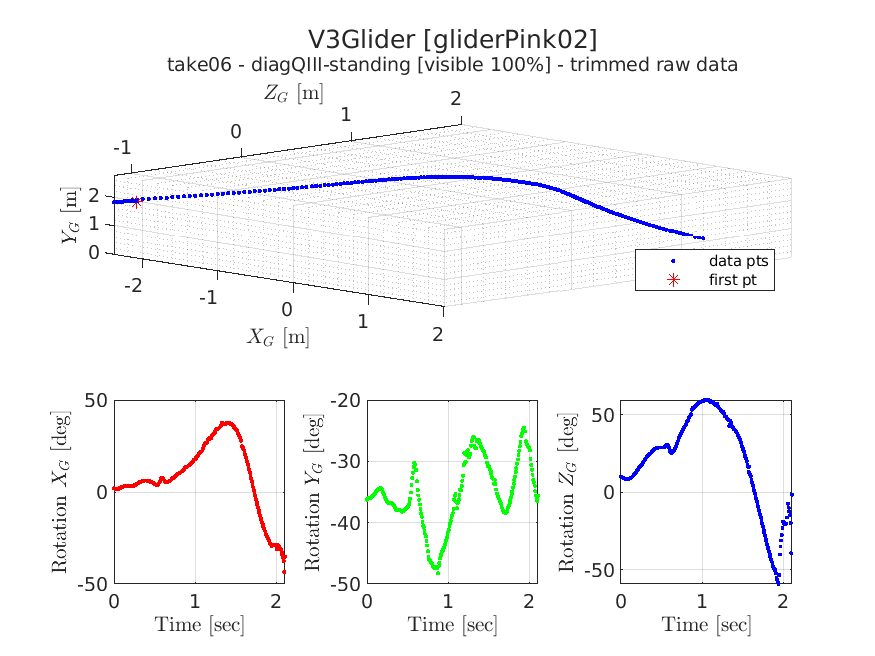 V3Glider [gliderPink02]
take06 - diagQIII-standing [visible 100%] - trimmed raw data
Z_G [m]
-1 0 1 2
Y_G [m]
2
1
0
-2 -1 0 1 2
X_G [m]
data pts
first pt
Rotation X_G [deg]
50
0
-50
0 1 2
Time [sec]
Rotation Y_G [deg]
-20
-30
-40
-50
0 1 2
Time [sec]
Rotation Z_G [deg]
50
0
-50
0 1 2
Time [sec]